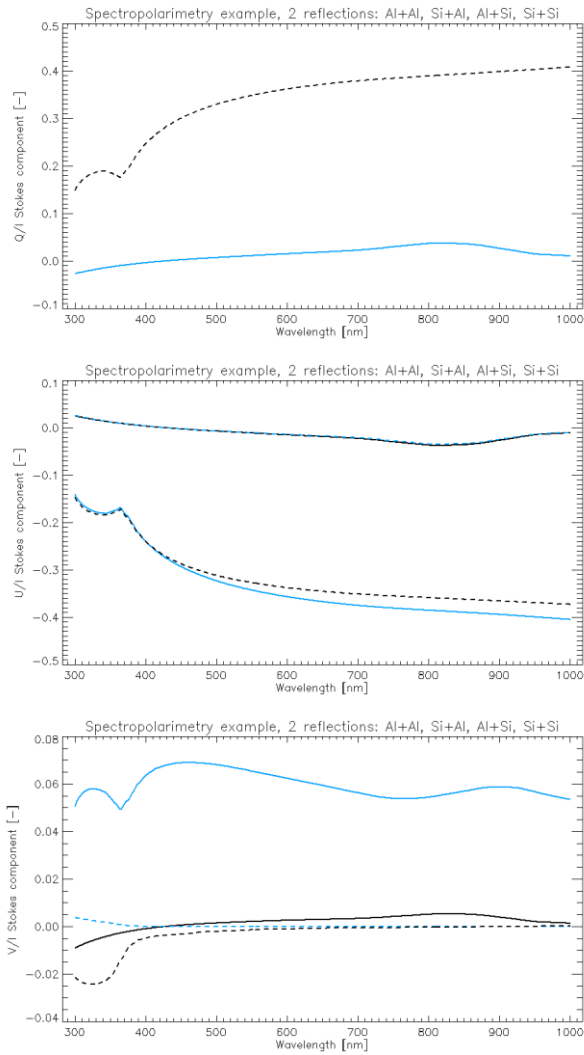 Spectropolarimetry example, 2 reflections: Al+Al, Si+Al, Al+Si, Si+Si
0.5
0.4
0.3
0.2
0.1
0.0
-0.1
Q/I Stokes component [-]
300 400 500 600 700 800 900 1000
Wavelength [nm]
Spectropolarimetry example, 2 reflections: Al+Al, Si+Al, Al+Si, Si+Si
0.1
0.0
-0.1
-0.2
-0.3
-0.4
-0.5
U/I Stokes component [-]
300 400 500 600 700 800 900 1000
Wavelength [nm]
Spectropolarimetry example, 2 reflections: Al+Al, Si+Al, Al+Si, Si+Si
0.08
0.06
0.04
0.02
0.00
-0.02
-0.04
V/I Stokes component [-]
300 400 500 600 700 800 900 1000
Wavelength [nm]